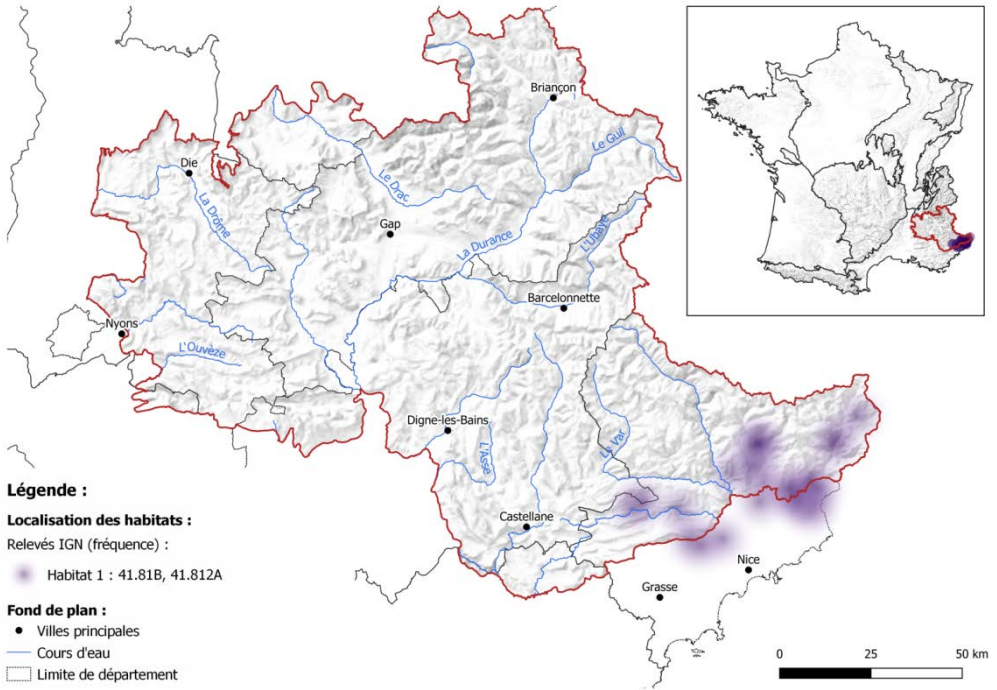 Briançon
Le Guil
Die
Le Drac
La Drôme
Gap
La Durance
L'Ubaye
Barcelonnette
Nyons
L'Ouvèze
Digne-les-Bains
L'Asse
Le Var
Castellane
Nice
Grasse
Légende :
Localisation des habitats :
Relevés IGN (fréquence) :
Habitat 1 : 41.81B, 41.812A
Fond de plan :
Villes principales
Cours d'eau
Limite de département
0 25 50 km